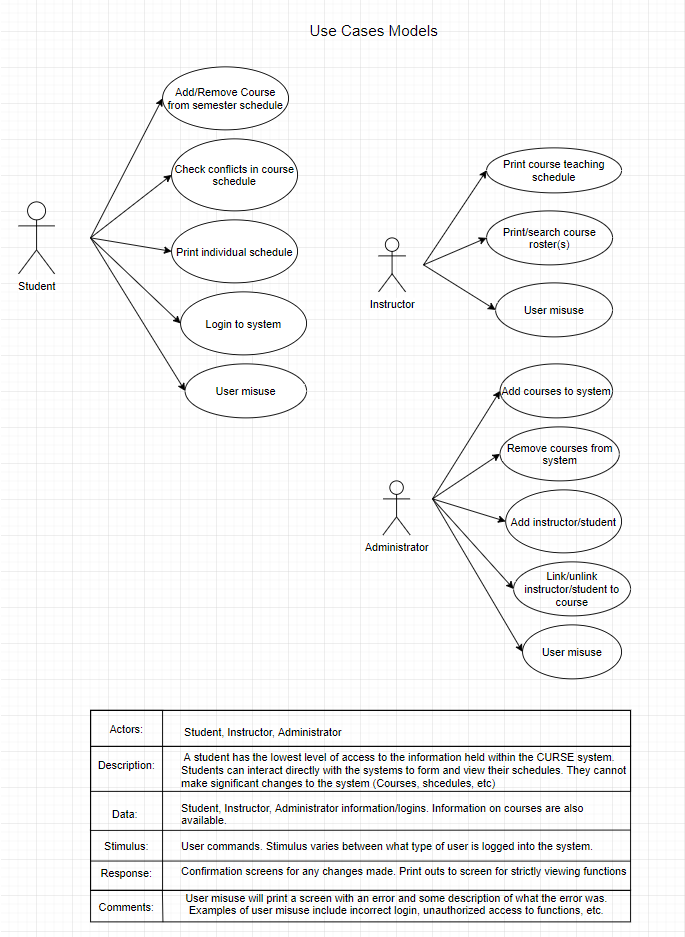 Use Cases Models
Add/Remove Course
from semester schedule
Check conflicts in course
schedule
Print individual schedule
Login to system
User misuse
Student
Print course teaching
schedule
Print/search course
roster(s)
User misuse
Instructor
Add courses to system
Remove courses from
system
Add instructor/student
Link/unlink
instructor/student to
course
User misuse
Administrator
Actors:
Student, Instructor, Administrator
Description:
A student has the lowest level of access to the information held within the CURSE system.
Students can interact directly with the systems to form and view their schedules. They cannot
make significant changes to the system (Courses, shcedules, etc)
Data:
Student, Instructor, Administrator information/logins. Information on courses are also
available.
Stimulus:
User commands. Stimulus varies between what type of user is logged into the system.
Response:
Confirmation screens for any changes made. Print outs to screen for strictly viewing functions
Comments:
User misuse will print a screen with an error and some description of what the error was.
Examples of user misuse include incorrect login, unauthorized access to functions, etc.